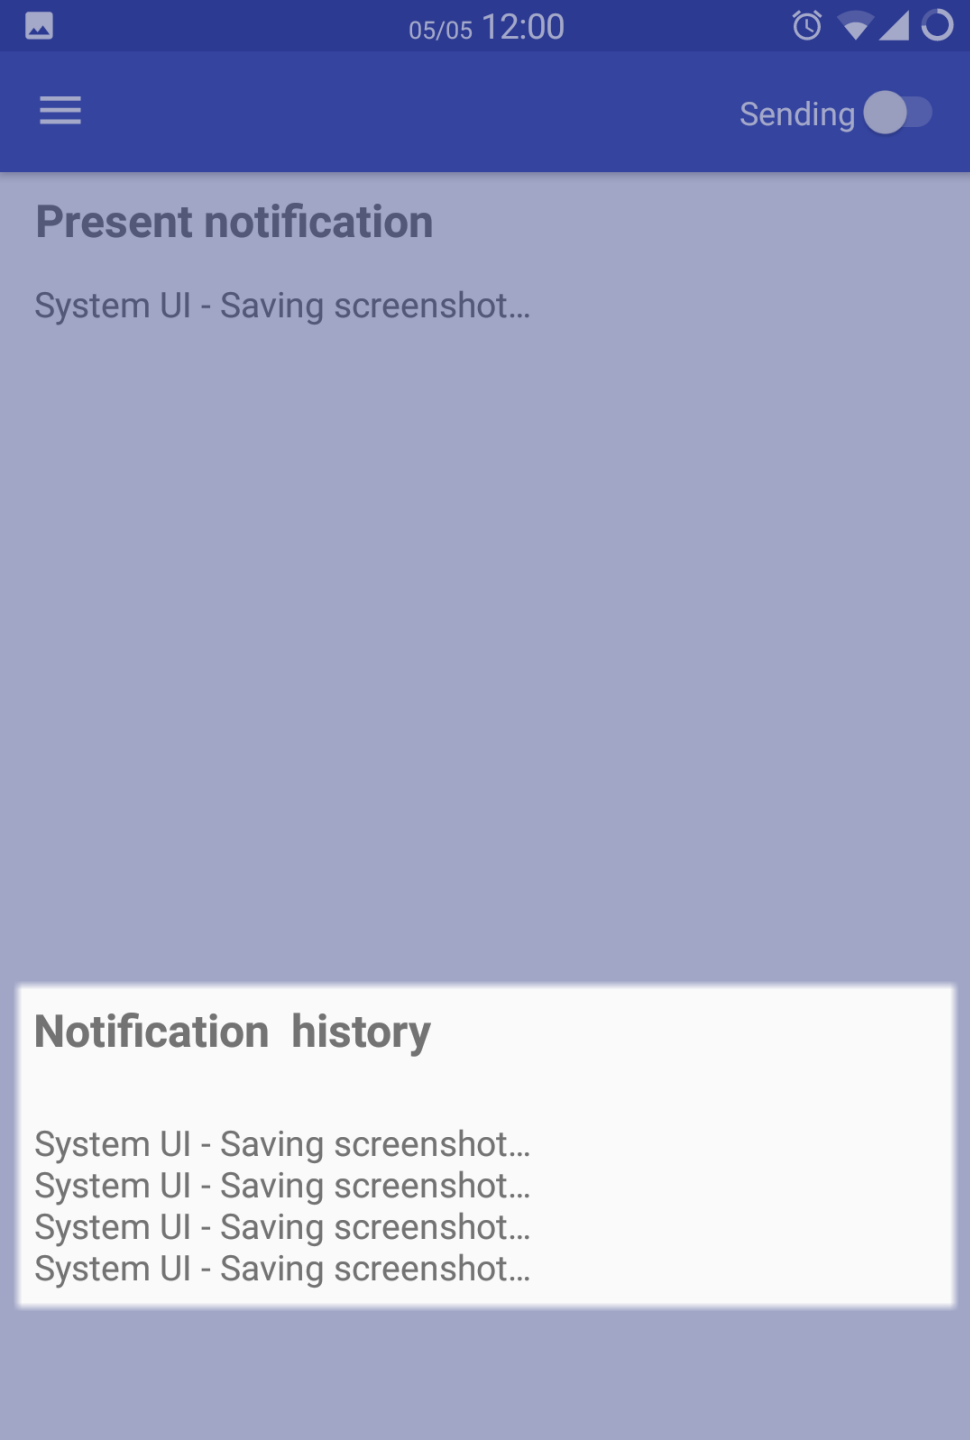 05/05 12:00
Sending
Present notification
System UI - Saving screenshot...
Notification  history
System UI - Saving screenshot...
System UI - Saving screenshot...
System UI - Saving screenshot...
System UI - Saving screenshot...